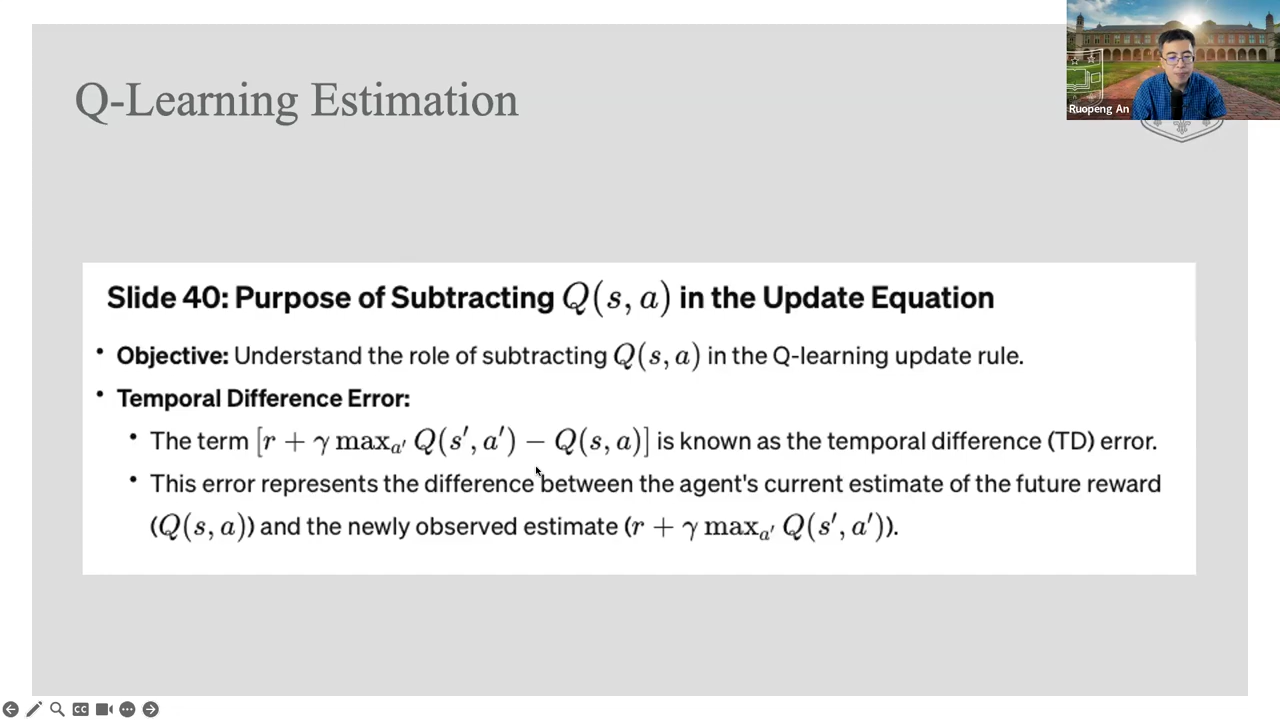 Q-Learning Estimation
Ruopeng An
Slide 40: Purpose of Subtracting Q(s, a) in the Update Equation
• Objective: Understand the role of subtracting Q(s, a) in the Q-learning update rule.
• Temporal Difference Error:
• The term [r + γ maxₐ′ Q(s′, a′) − Q(s, a)] is known as the temporal difference (TD) error.
• This error represents the difference between the agent's current estimate of the future reward
(Q(s, a)) and the newly observed estimate (r + γ maxₐ′ Q(s′, a′)).
CC